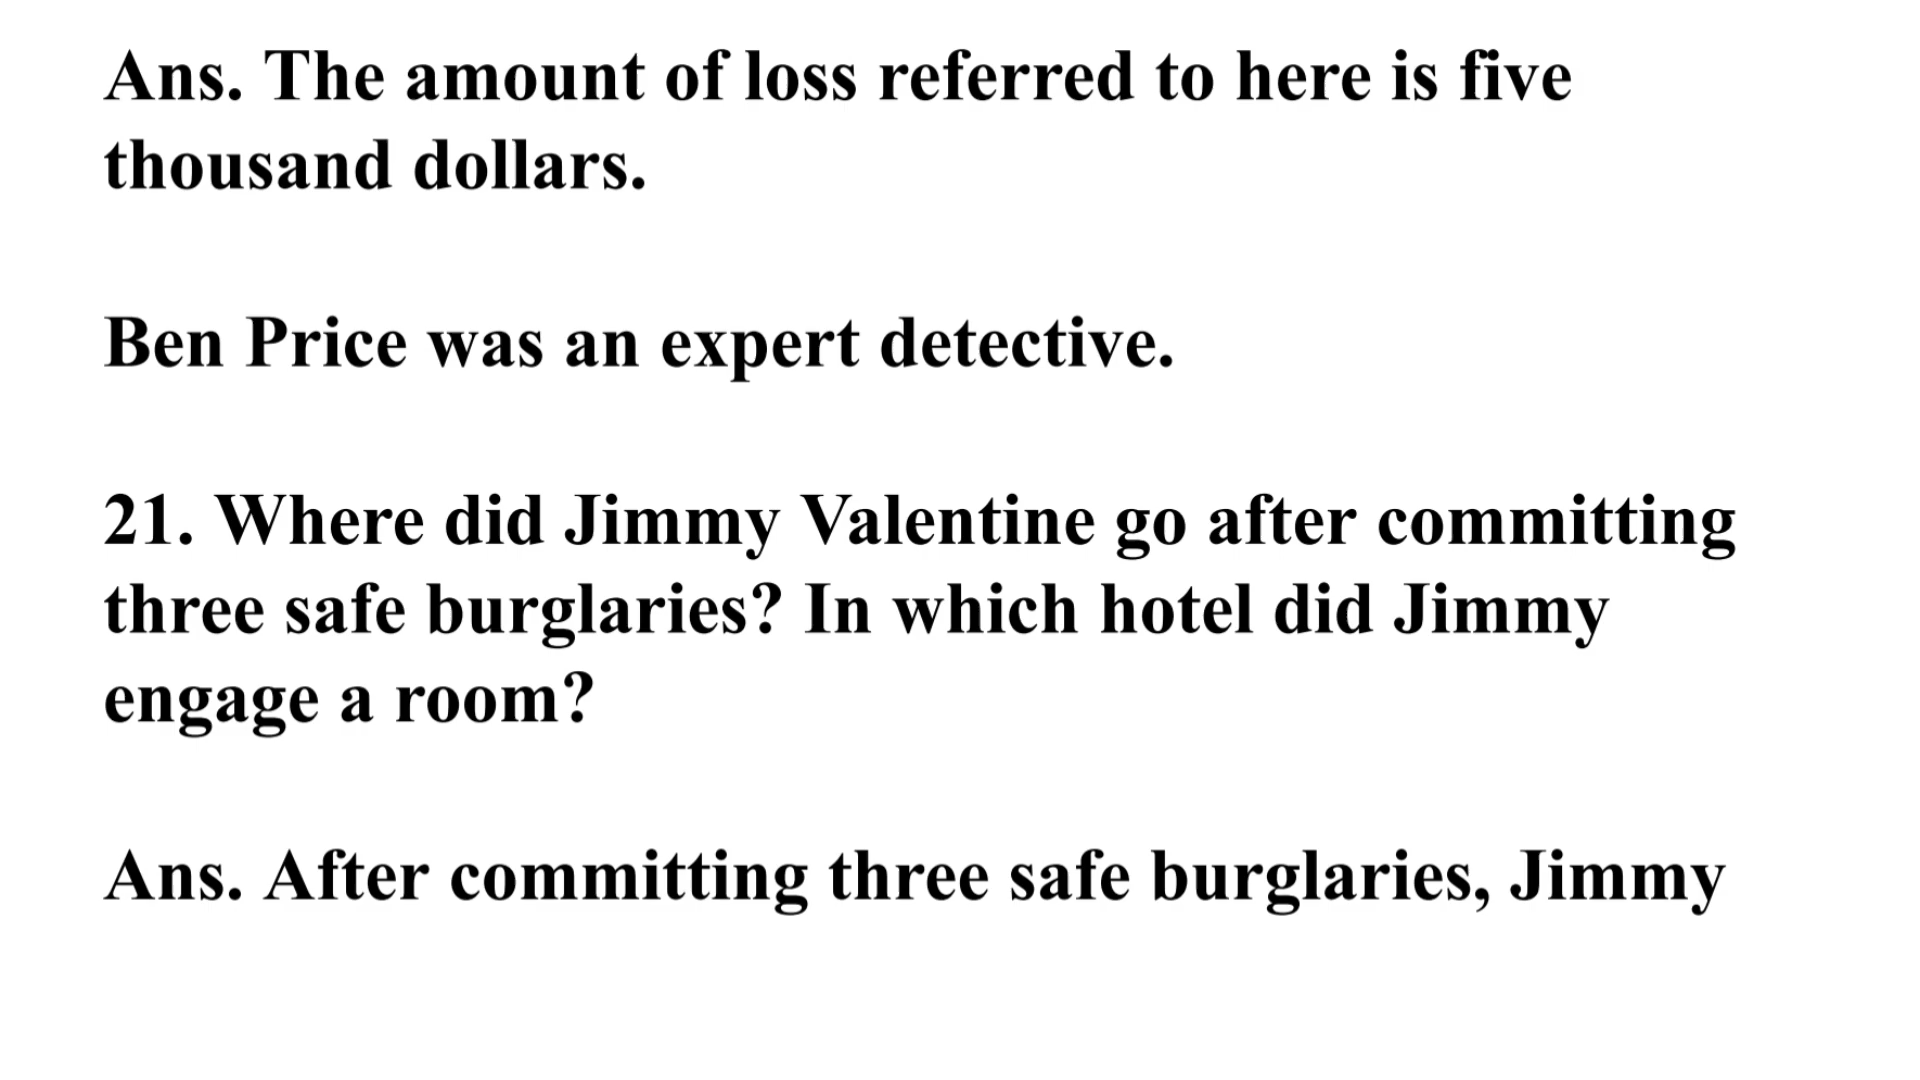 Ans. The amount of loss referred to here is five
thousand dollars.
Ben Price was an expert detective.
21. Where did Jimmy Valentine go after committing
three safe burglaries? In which hotel did Jimmy
engage a room?
Ans. After committing three safe burglaries, Jimmy